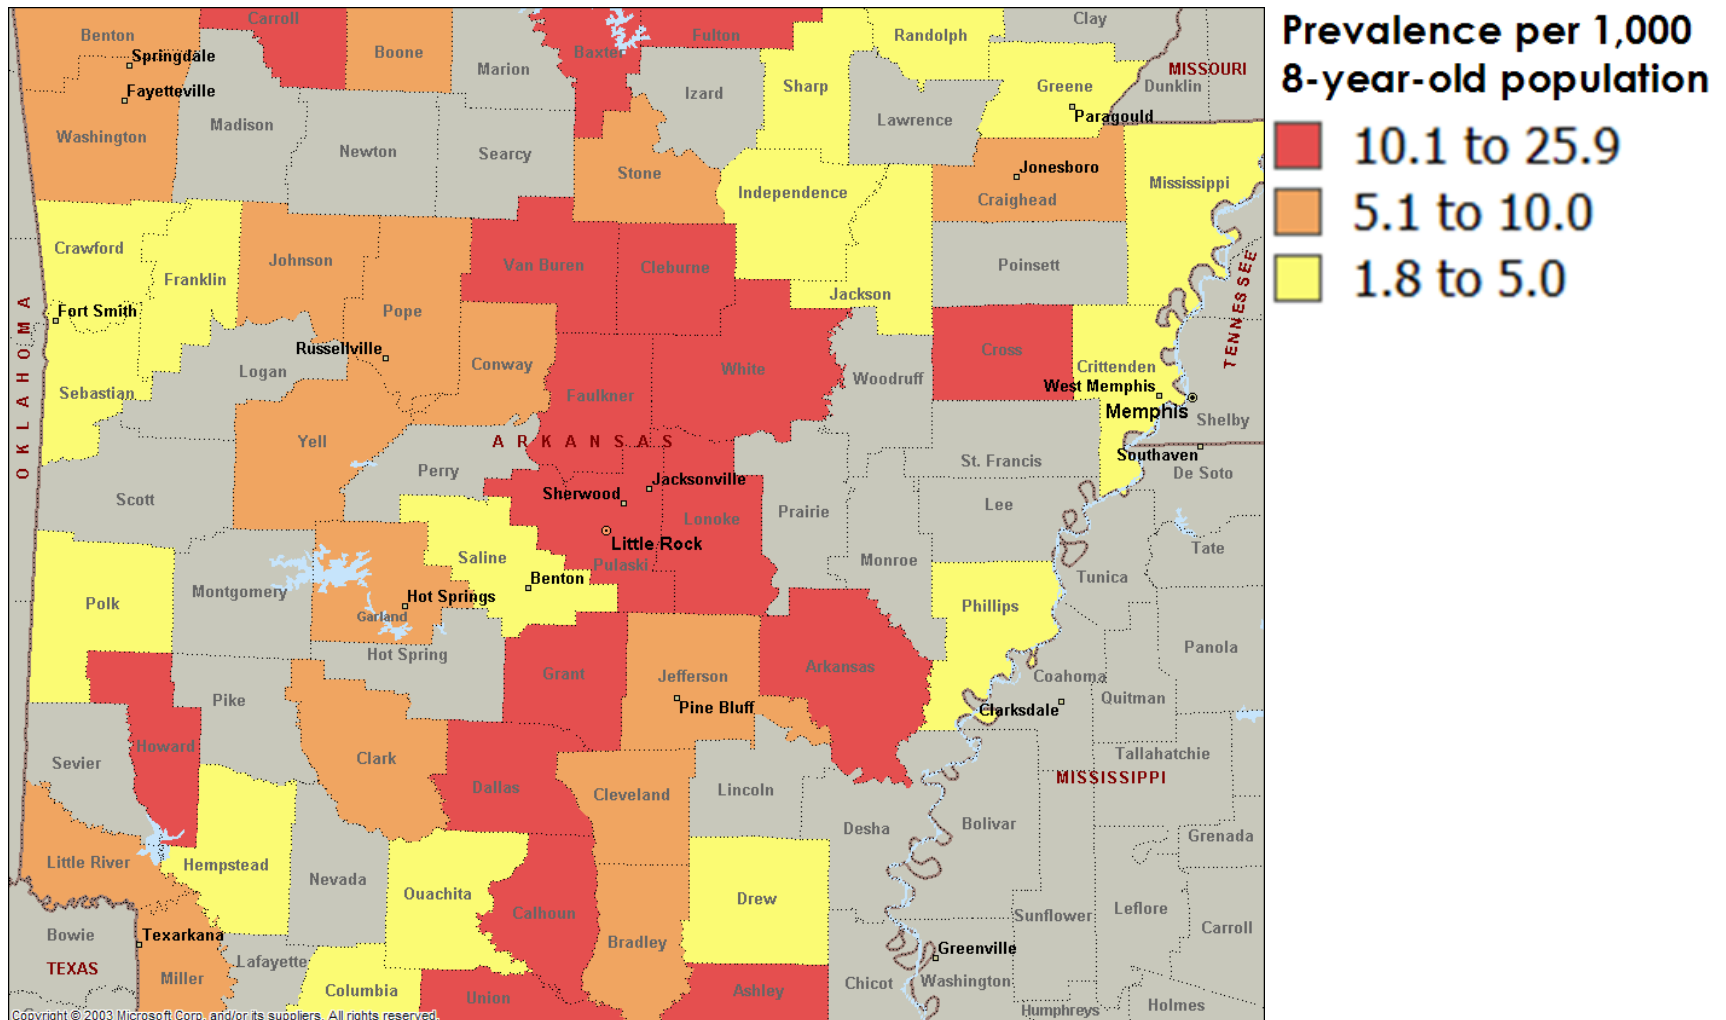 Prevalence per 1,000
8-year-old population
10.1 to 25.9
5.1 to 10.0
1.8 to 5.0
Carroll
Benton
Springdale
Boone
Baxter
Fulton
Randolph
Clay
MISSOURI
Marion
Fayetteville
Izard
Sharp
Greene
Dunklin
Paragould
Washington
Madison
Newton
Searcy
Lawrence
Stone
Independence
Jonesboro
Craighead
Mississippi
Crawford
Franklin
Johnson
Van Buren
Cleburne
Poinsett
Jackson
TENNESSEE
OKLAHOMA
Fort Smith
Pope
Russellville
Logan
Conway
Sebastian
Faulkner
White
Woodruff
Cross
Crittenden
West Memphis
Memphis
Shelby
Yell
ARKANSAS
Perry
St. Francis
Southaven
De Soto
Scott
Sherwood
Jacksonville
Lonoke
Prairie
Lee
Little Rock
Pulaski
Saline
Benton
Monroe
Tate
Tunica
Polk
Montgomery
Hot Springs
Garland
Phillips
Hot Spring
Grant
Jefferson
Arkansas
Panola
Coahoma
Quitman
Pike
Pine Bluff
Clarksdale
Howard
Sevier
Clark
Dallas
Cleveland
Lincoln
Tallahatchie
MISSISSIPPI
Desha
Bolivar
Grenada
Little River
Hempstead
Nevada
Ouachita
Calhoun
Drew
Sunflower
Leflore
Carroll
Bowie
Texarkana
TEXAS
Miller
Lafayette
Columbia
Union
Bradley
Ashley
Chicot
Greenville
Washington
Humphreys
Holmes
Copyright © 2003 Microsoft Corp. and/or its suppliers. All rights reserved.